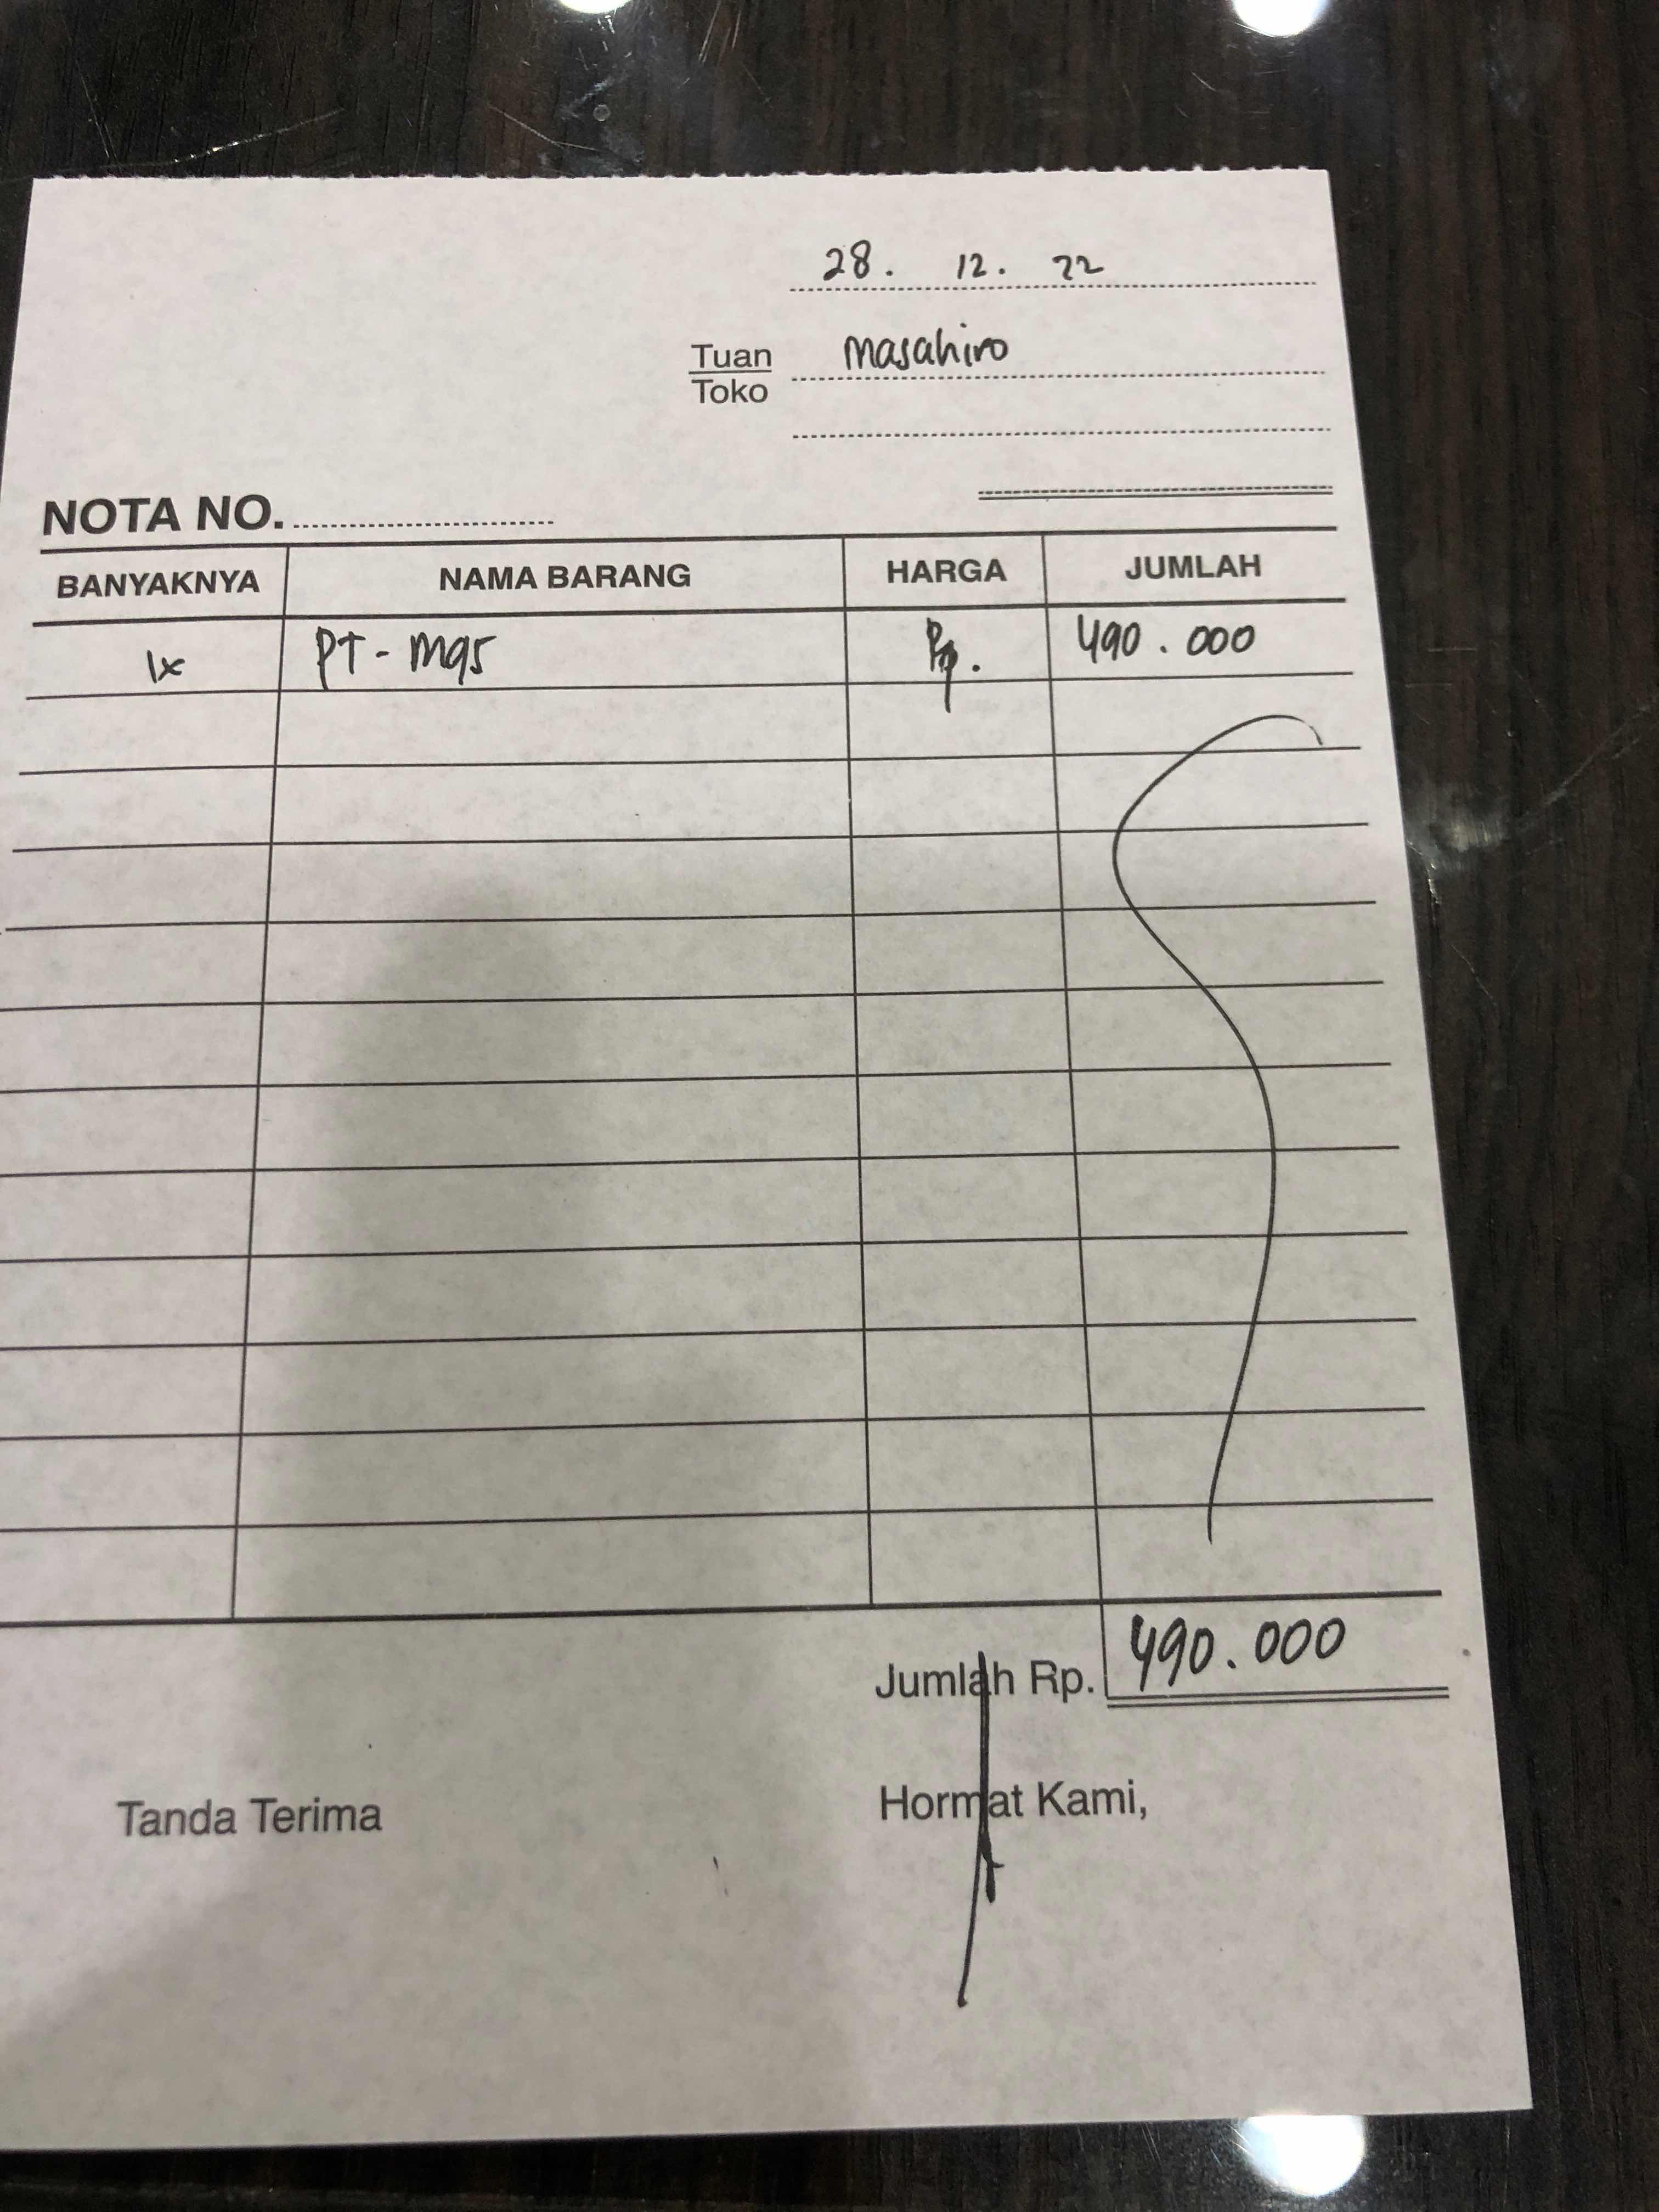 28. 12. 22
Tuan masahiro
Toko
NOTA NO.
BANYAKNYA NAMA BARANG HARGA JUMLAH
1x PT - m95 Rp. 490.000
Jumlah Rp. 490.000
Tanda Terima Hormat Kami,